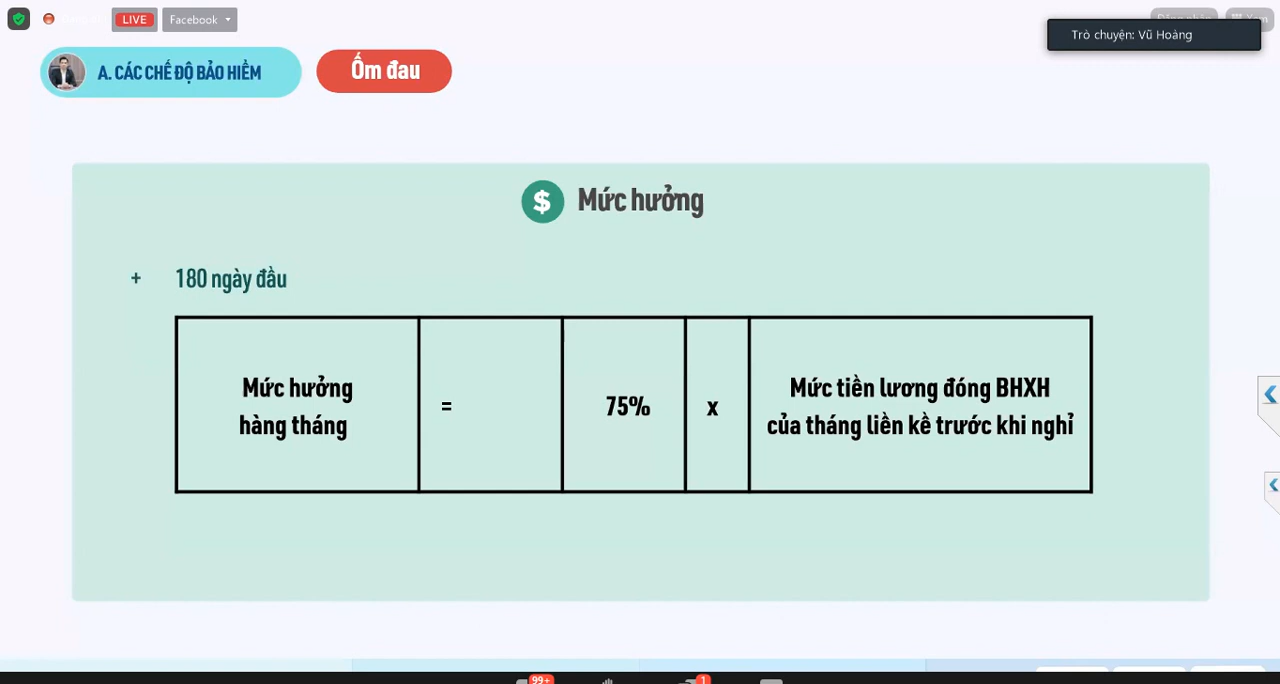 LIVE
Facebook
Trò chuyện: Vũ Hoảng
A. CÁC CHẾ ĐỘ BẢO HIỂM
Ốm đau
$ Mức hưởng
+ 180 ngày đầu
Mức hưởng
hàng tháng
=
75%
x
Mức tiền lương đóng BHXH
của tháng liền kề trước khi nghỉ
99+
1